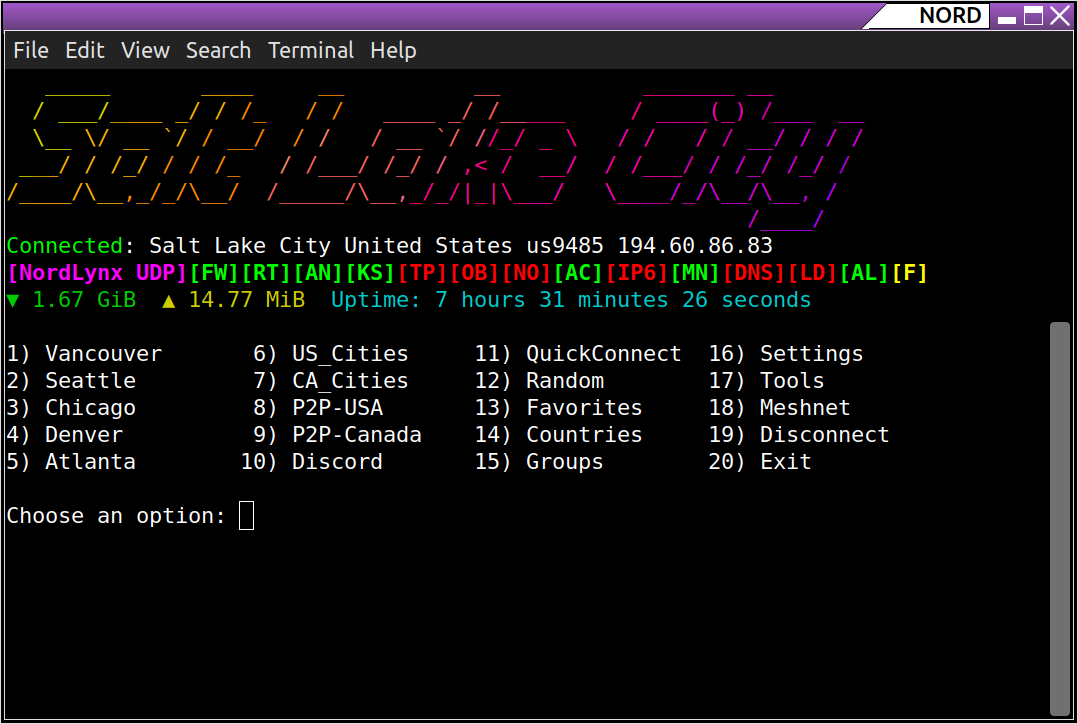 NORD
File Edit View Search Terminal Help
Salt Lake City
Connected: Salt Lake City United States us9485 194.60.86.83
[NordLynx UDP][FW][RT][AN][KS][TP][OB][NO][AC][IP6][MN][DNS][LD][AL][F]
▼ 1.67 GiB ▲ 14.77 MiB Uptime: 7 hours 31 minutes 26 seconds
1) Vancouver 6) US_Cities 11) QuickConnect 16) Settings
2) Seattle 7) CA_Cities 12) Random 17) Tools
3) Chicago 8) P2P-USA 13) Favorites 18) Meshnet
4) Denver 9) P2P-Canada 14) Countries 19) Disconnect
5) Atlanta 10) Discord 15) Groups 20) Exit
Choose an option: